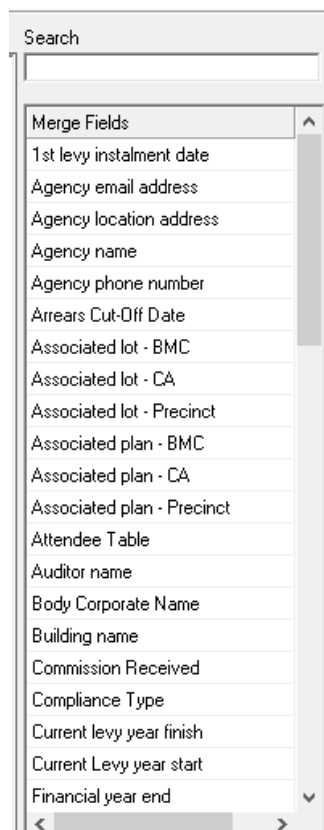 Search
Merge Fields
1st levy instalment date
Agency email address
Agency location address
Agency name
Agency phone number
Arrears Cut-Off Date
Associated lot - BMC
Associated lot - CA
Associated lot - Precinct
Associated plan - BMC
Associated plan - CA
Associated plan - Precinct
Attendee Table
Auditor name
Body Corporate Name
Building name
Commission Received
Compliance Type
Current levy year finish
Current Levy year start
Financial year end